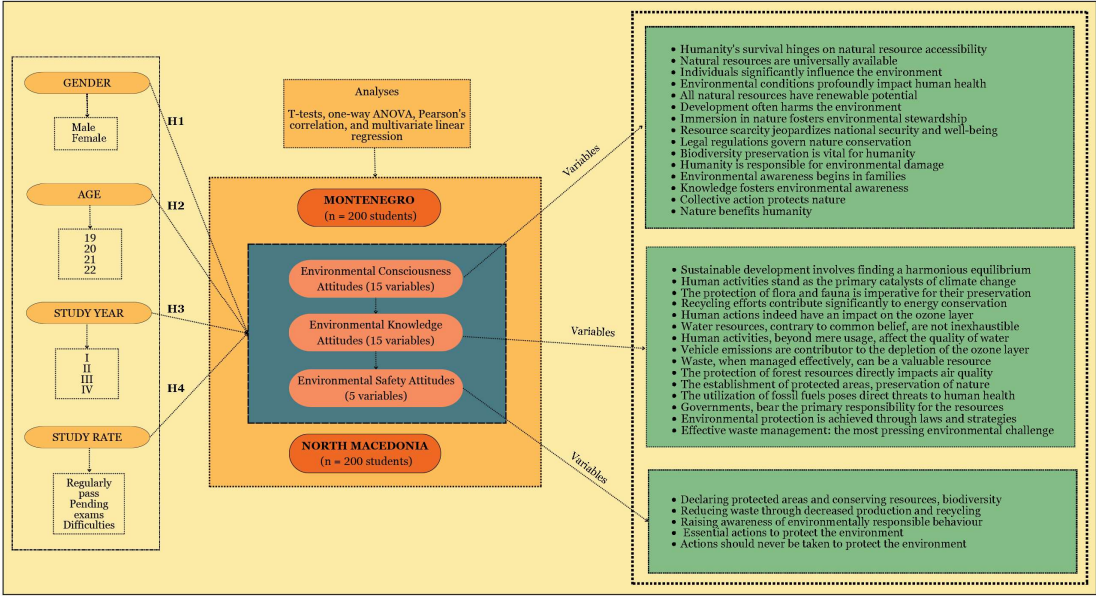 GENDER
Male
Female
AGE
19
20
21
22
STUDY YEAR
I
II
III
IV
STUDY RATE
Regularly
pass
Pending
exams
Difficulties
H1
H2
H3
H4
Analyses
T-tests, one-way ANOVA, Pearson's
correlation, and multivariate linear
regression
MONTENEGRO
(n = 200 students)
Environmental Consciousness
Attitudes (15 variables)
Environmental Knowledge
Attitudes (15 variables)
Environmental Safety Attitudes
(5 variables)
NORTH MACEDONIA
(n = 200 students)
Variables
Variables
Variables
• Humanity's survival hinges on natural resource accessibility
• Natural resources are universally available
• Individuals significantly influence the environment
• Environmental conditions profoundly impact human health
• All natural resources have renewable potential
• Development often harms the environment
• Immersion in nature fosters environmental stewardship
• Resource scarcity jeopardizes national security and well-being
• Legal regulations govern nature conservation
• Biodiversity preservation is vital for humanity
• Humanity is responsible for environmental damage
• Environmental awareness begins in families
• Knowledge fosters environmental awareness
• Collective action protects nature
• Nature benefits humanity
• Sustainable development involves finding a harmonious equilibrium
• Human activities stand as the primary catalysts of climate change
• The protection of flora and fauna is imperative for their preservation
• Recycling efforts contribute significantly to energy conservation
• Human actions indeed have an impact on the ozone layer
• Water resources, contrary to common belief, are not inexhaustible
• Human activities, beyond mere usage, affect the quality of water
• Vehicle emissions are contributor to the depletion of the ozone layer
• Waste, when managed effectively, can be a valuable resource
• The protection of forest resources directly impacts air quality
• The establishment of protected areas, preservation of nature
• The utilization of fossil fuels poses direct threats to human health
• Governments, bear the primary responsibility for the resources
• Environmental protection is achieved through laws and strategies
• Effective waste management: the most pressing environmental challenge
• Declaring protected areas and conserving resources, biodiversity
• Reducing waste through decreased production and recycling
• Raising awareness of environmentally responsible behaviour
• Essential actions to protect the environment
• Actions should never be taken to protect the environment